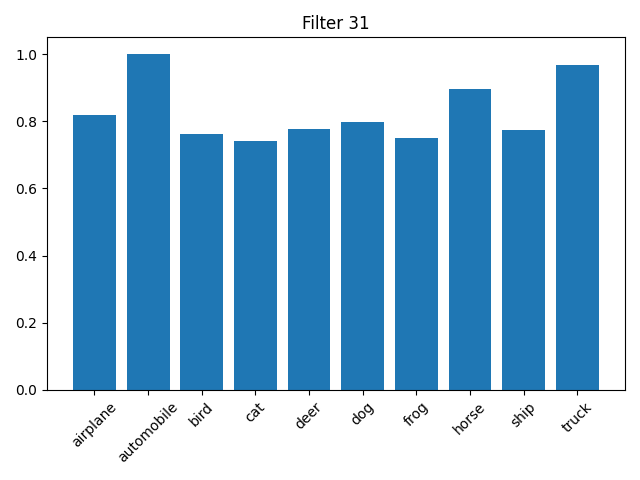 Filter 31
1.0
0.8
0.6
0.4
0.2
0.0
airplane
automobile
bird
cat
deer
dog
frog
horse
ship
truck